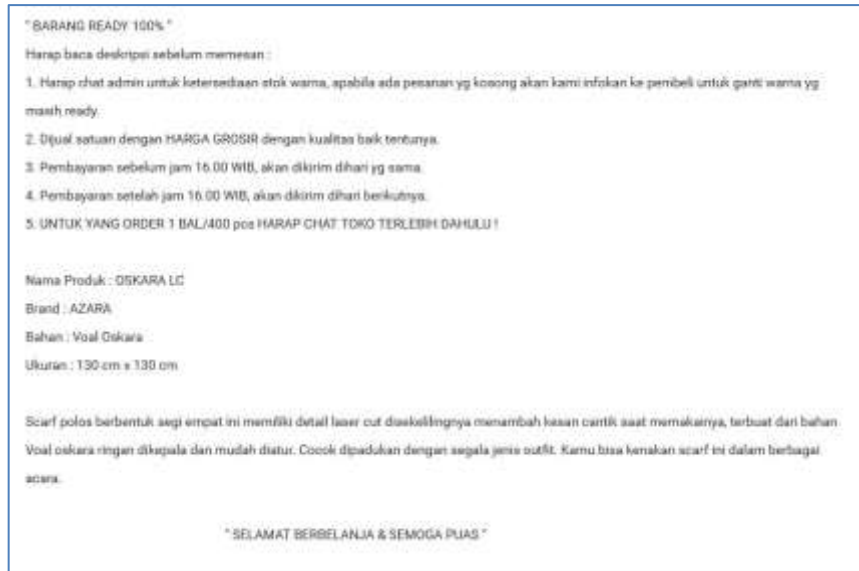 " BARANG READY 100% "
Harap baca deskripsi sebelum memesan :
1. Harap chat admin untuk ketersediaan stok warna, apabila ada pesanan yg kosong akan kami infokan ke pembeli untuk ganti warna yg
masih ready.
2. Dijual satuan dengan HARGA GROSIR dengan kualitas baik tentunya.
3. Pembayaran sebelum jam 16.00 WIB, akan dikirim dihari yg sama.
4. Pembayaran setelah jam 16.00 WIB, akan dikirim dihari berikutnya.
5. UNTUK YANG ORDER 1 BAL/400 pcs HARAP CHAT TOKO TERLEBIH DAHULU !
Nama Produk : OSKARA LC
Brand : AZARA
Bahan : Voal Oskara
Ukuran : 130 cm x 130 cm
Scarf polos berbentuk segi empat ini memiliki detail laser cut disekelilingnya menambah kesan cantik saat memakainya, terbuat dari bahan
Voal oskara ringan dikepala dan mudah diatur. Cocok dipadukan dengan segala jenis outfit. Kamu bisa kenakan scarf ini dalam berbagai
acara.
" SELAMAT BERBELANJA & SEMOGA PUAS "